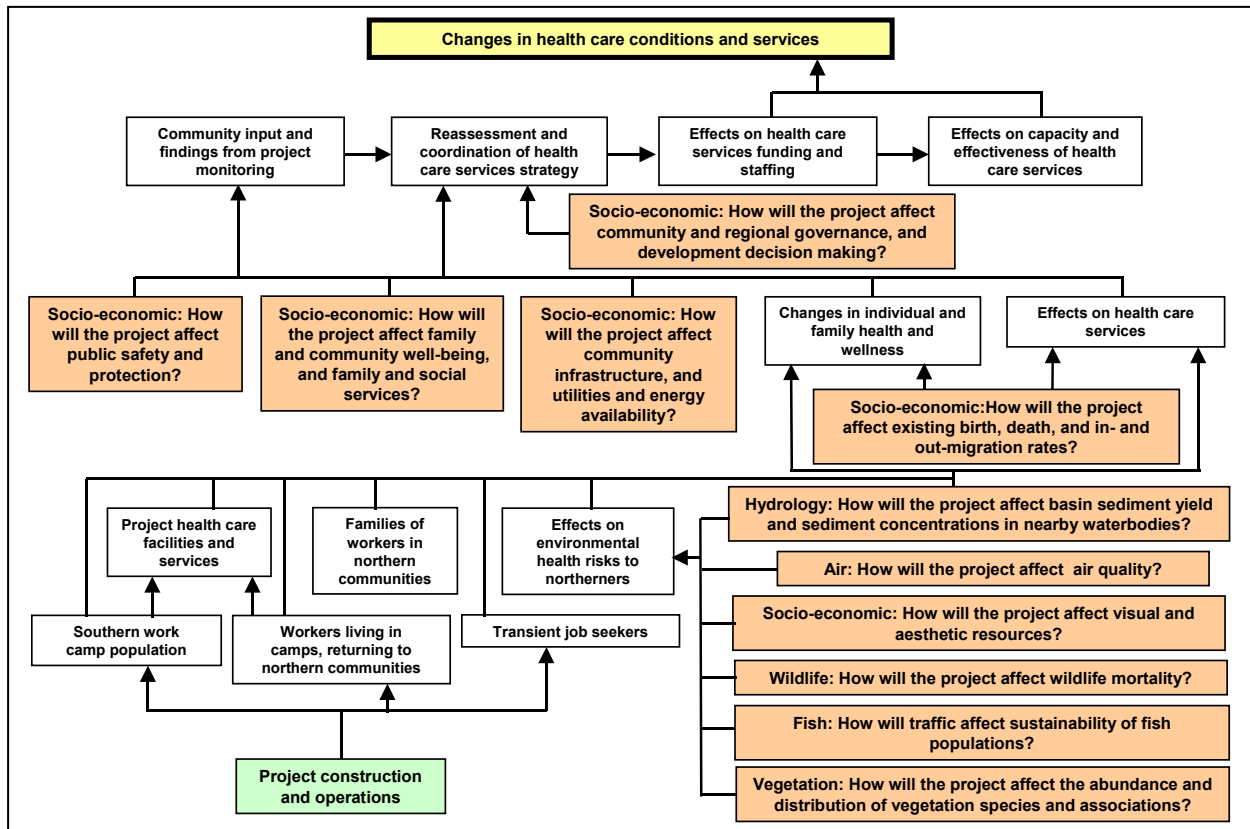 Changes in health care conditions and services
Community input and
findings from project
monitoring
Reassessment and
coordination of health
care services strategy
Effects on health care
services funding and
staffing
Effects on capacity and
effectiveness of health
care services
Socio-economic: How will the project affect
community and regional governance, and
development decision making?
Socio-economic: How
will the project affect
public safety and
protection?
Socio-economic: How will
the project affect family
and community well-being,
and family and social
services?
Socio-economic: How
will the project affect
community
infrastructure, and
utilities and energy
availability?
Changes in individual and
family health and
wellness
Effects on health care
services
Socio-economic:How will the project
affect existing birth, death, and in- and
out-migration rates?
Project health care
facilities and
services
Families of
workers in
northern
communities
Effects on
environmental
health risks to
northerners
Hydrology: How will the project affect basin sediment yield
and sediment concentrations in nearby waterbodies?
Air: How will the project affect air quality?
Southern work
camp population
Workers living in
camps, returning to
northern communities
Transient job seekers
Socio-economic: How will the project affect visual and
aesthetic resources?
Wildlife: How will the project affect wildlife mortality?
Fish: How will traffic affect sustainability of fish
populations?
Project construction
and operations
Vegetation: How will the project affect the abundance and
distribution of vegetation species and associations?